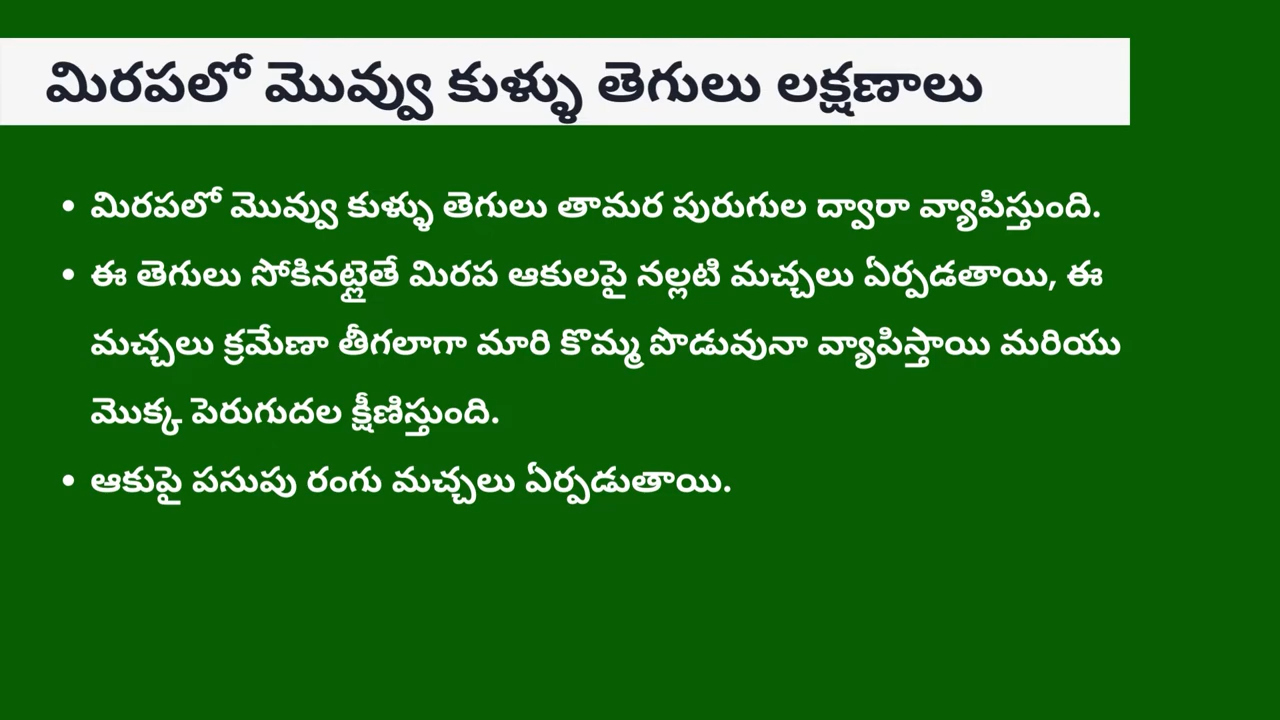 మిరపలో మొవ్వు కుళ్ళు తెగులు లక్షణాలు
• మిరపలో మొవ్వు కుళ్ళు తెగులు తామర పురుగుల ద్వారా వ్యాపిస్తుంది.
• ఈ తెగులు సోకినట్లైతే మిరప ఆకులపై నల్లటి మచ్చలు ఏర్పడతాయి, ఈ
మచ్చలు క్రమేణా తీగలాగా మారి కొమ్మ పొడువునా వ్యాపిస్తాయి మరియు
మొక్క పెరుగుదల క్షీణిస్తుంది.
• ఆకుపై పసుపు రంగు మచ్చలు ఏర్పడుతాయి.